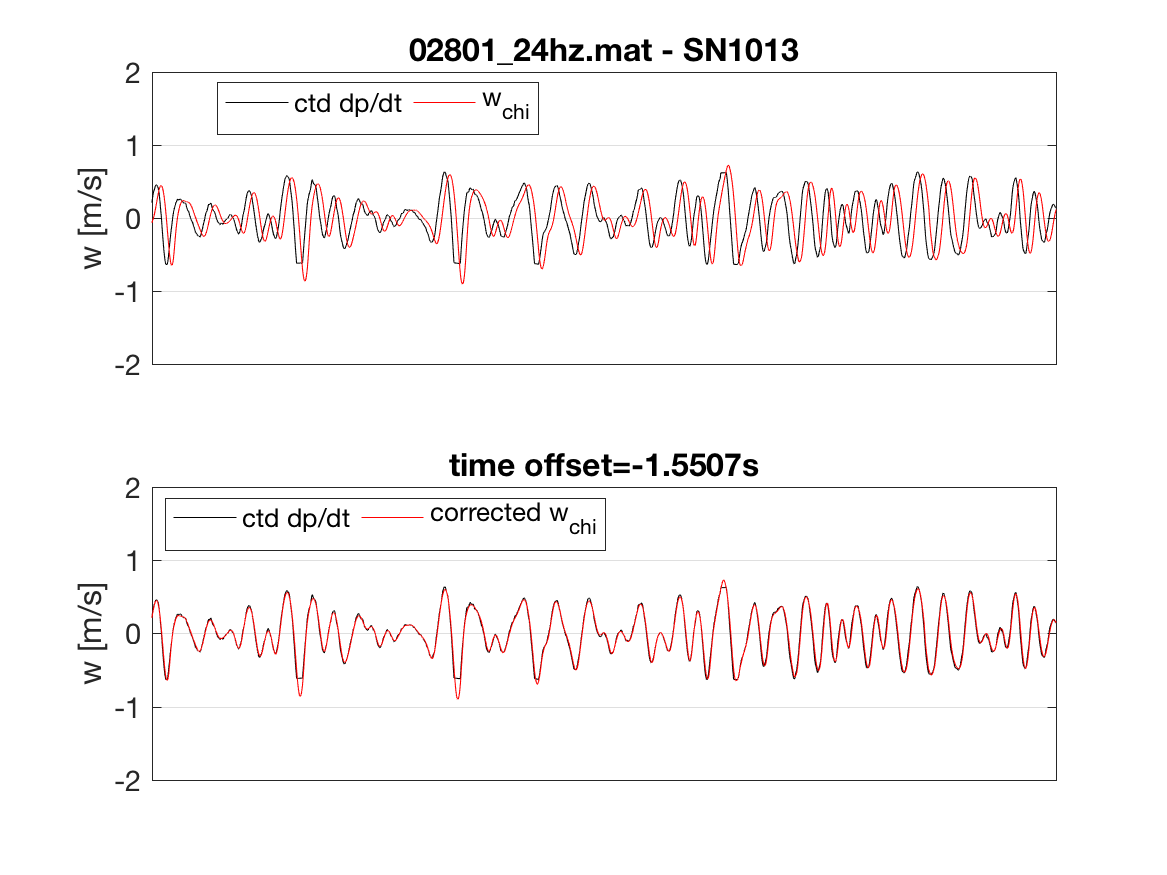 02801_24hz.mat - SN1013
2
ctd dp/dt w_chi
1
w [m/s]
0
-1
-2
time offset=-1.5507s
2
ctd dp/dt corrected w_chi
1
w [m/s]
0
-1
-2